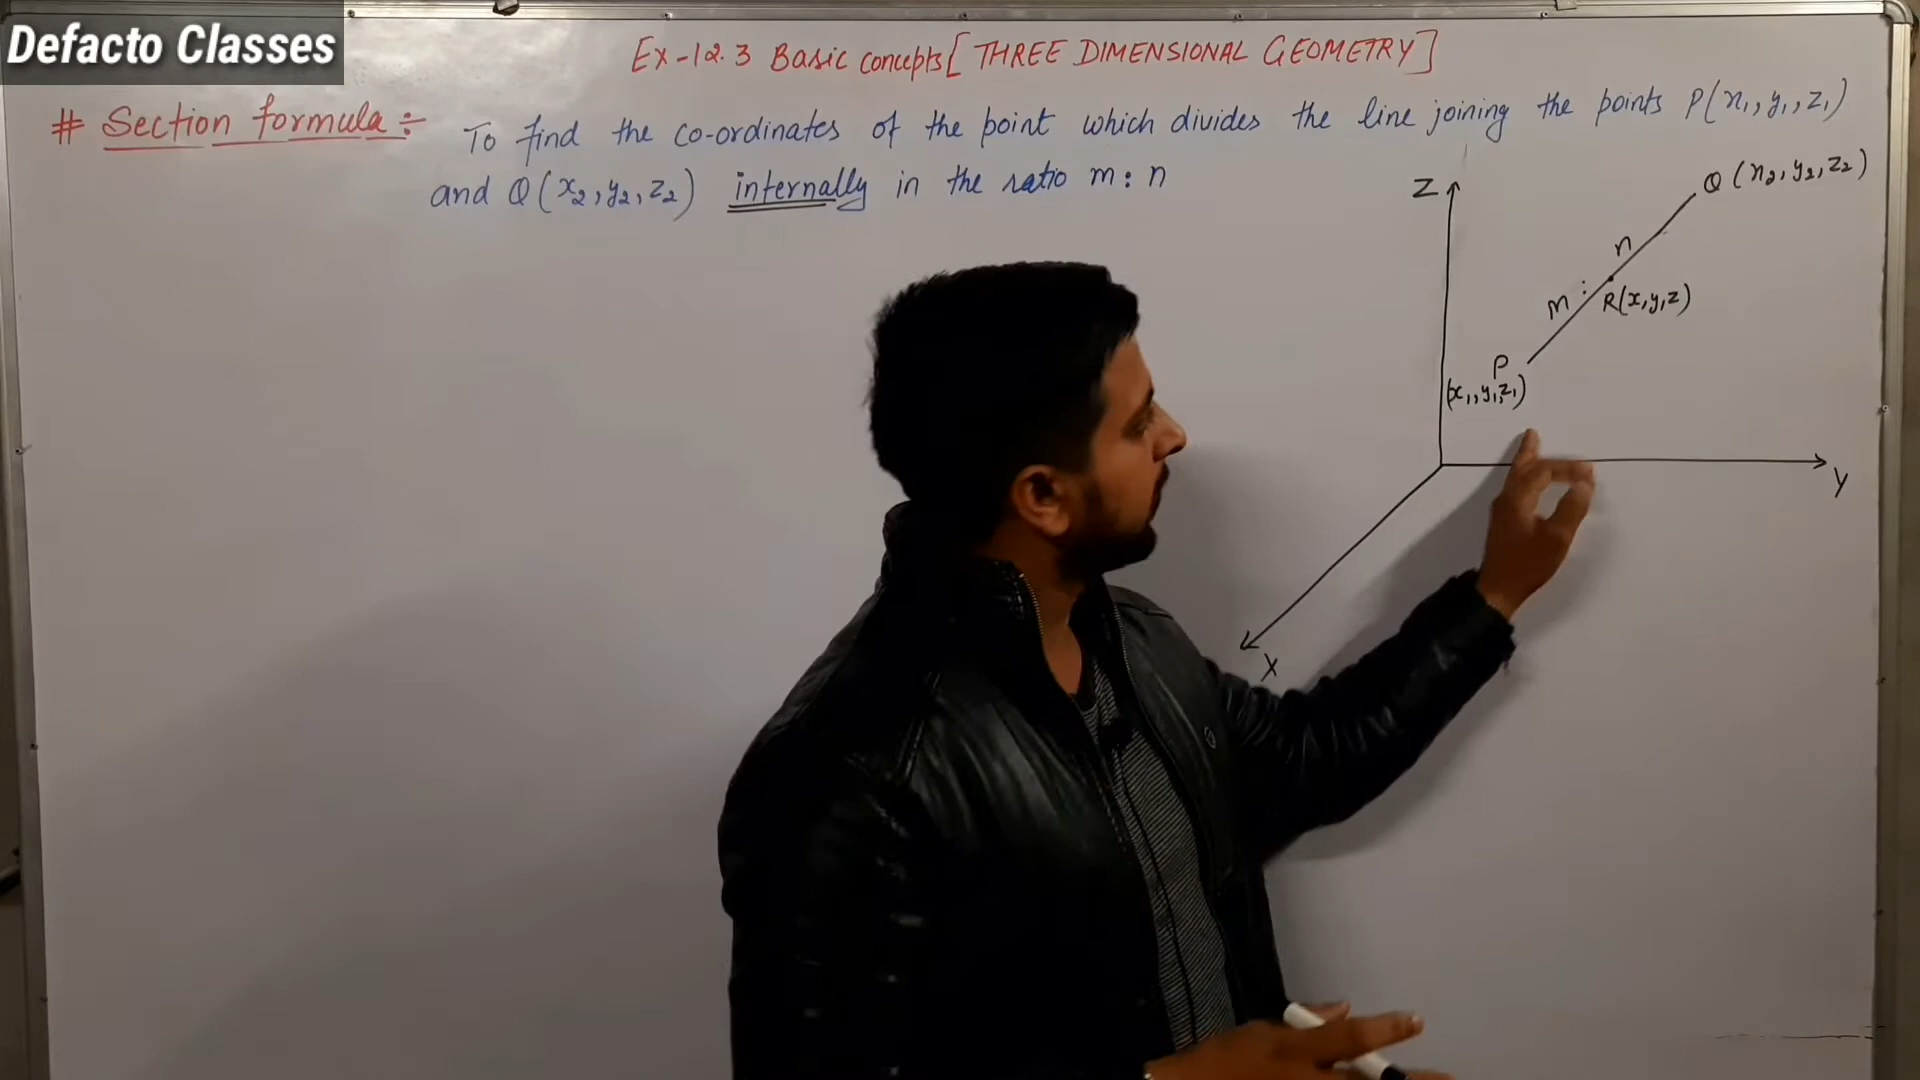 Defacto Classes
Ex-12.3 Basic concepts [THREE DIMENSIONAL GEOMETRY]
# Section formula÷ To find the co-ordinates of the point which divides the line joining the points P(x₁,y₁,z₁)
and Q(x₂,y₂,z₂) internally in the ratio m:n
Z
Q(x₂,y₂,z₂)
n
m :
R(x,y,z)
P
(x₁,y₁,z₁)
Y
X